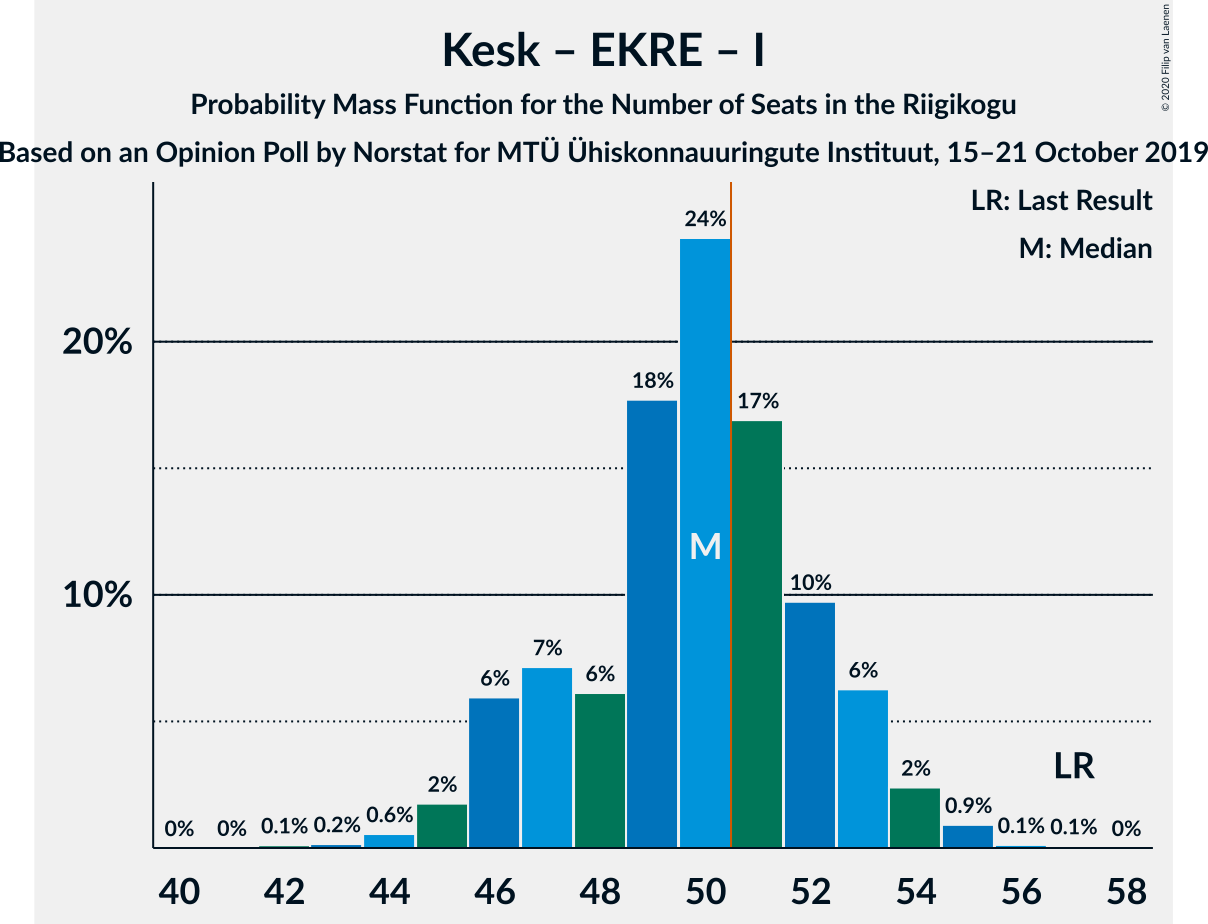 Kesk – EKRE – I
Probability Mass Function for the Number of Seats in the Riigikogu
Based on an Opinion Poll by Norstat for MTÜ Ühiskonnauuringute Instituut, 15–21 October 2019
© 2020 Filip van Laenen
LR: Last Result
M: Median
20%
10%
0% 0% 0.1% 0.2% 0.6% 2% 6% 7% 6% 18% 24% 17% 10% 6% 2% 0.9% 0.1% 0.1% 0%
M
LR
40 42 44 46 48 50 52 54 56 58